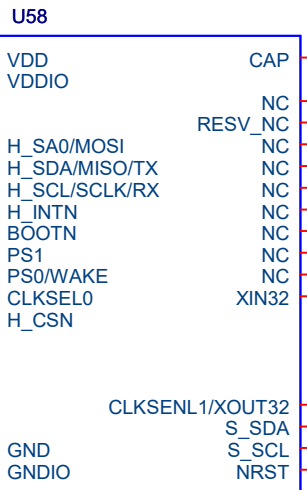 U58
VDD CAP
VDDIO
NC
RESV_NC
H_SA0/MOSI NC
H_SDA/MISO/TX NC
H_SCL/SCLK/RX NC
H_INTN NC
BOOTN NC
PS1 NC
PS0/WAKE NC
CLKSEL0 XIN32
H_CSN
CLKSENL1/XOUT32
S_SDA
GND S_SCL
GNDIO NRST